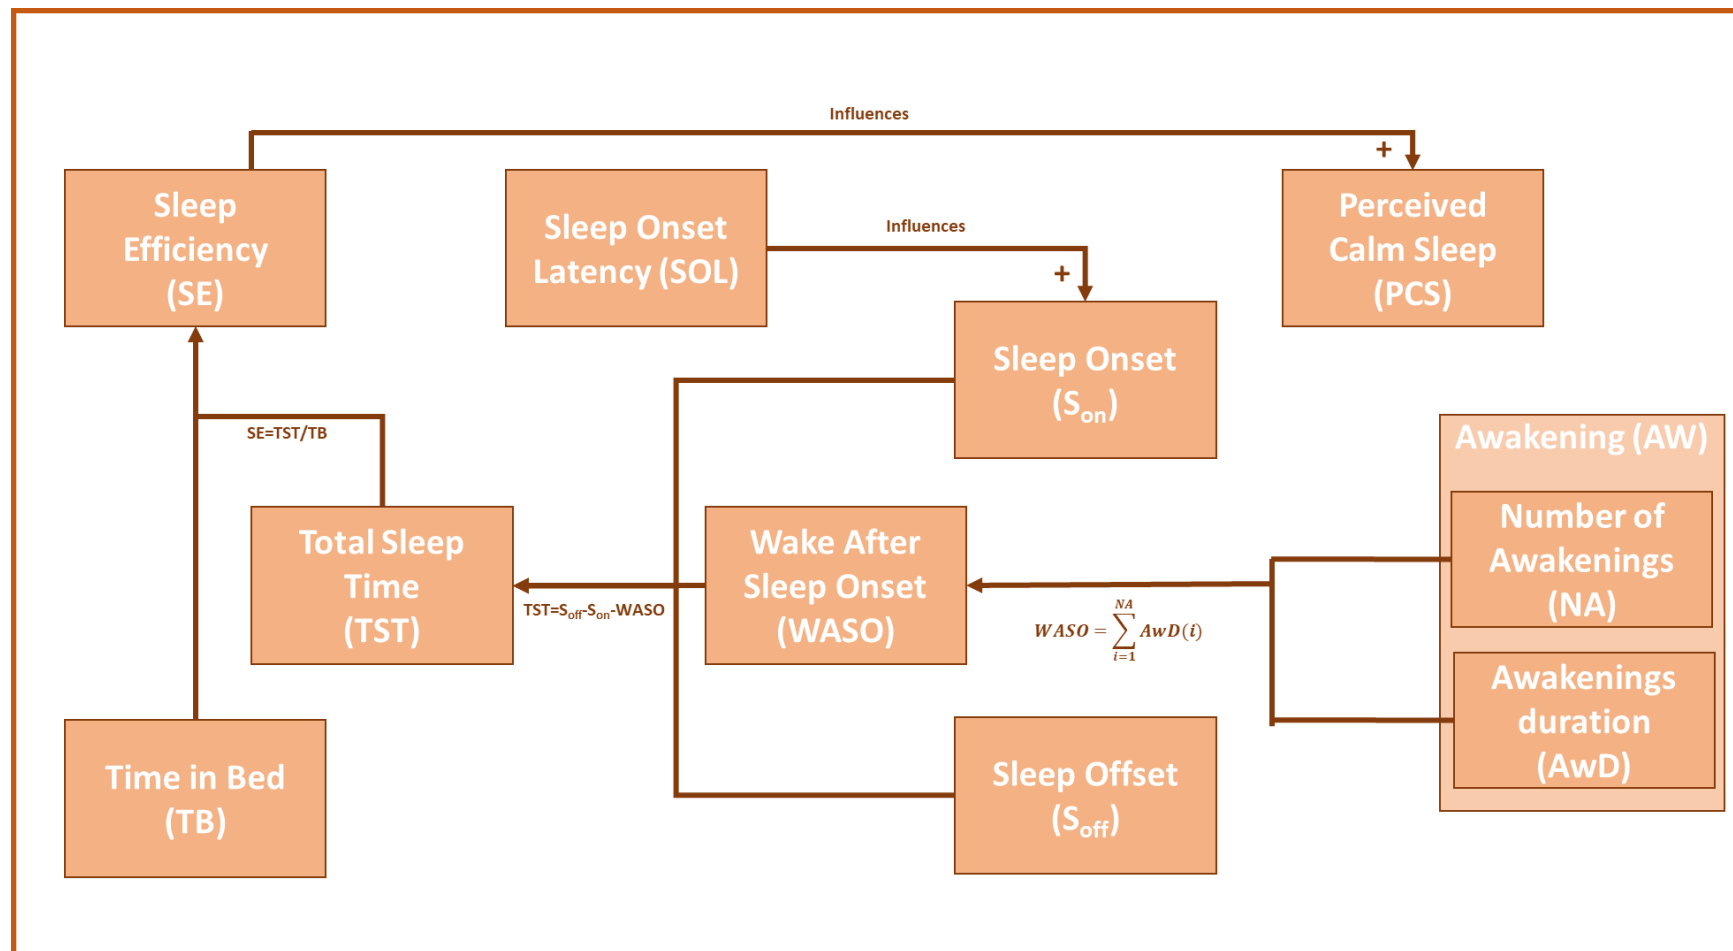 Influences
+
Sleep
Efficiency
(SE)
Sleep Onset
Latency (SOL)
Influences
+
Perceived
Calm Sleep
(PCS)
Sleep Onset
(Sₒₙ)
SE=TST/TB
Awakening (AW)
Number of
Awakenings
(NA)
Total Sleep
Time
(TST)
TST=Sₒff-Sₒₙ-WASO
Wake After
Sleep Onset
(WASO)
WASO = ∑_{i=1}^{NA} AwD(i)
Awakenings
duration
(AwD)
Time in Bed
(TB)
Sleep Offset
(Sₒff)